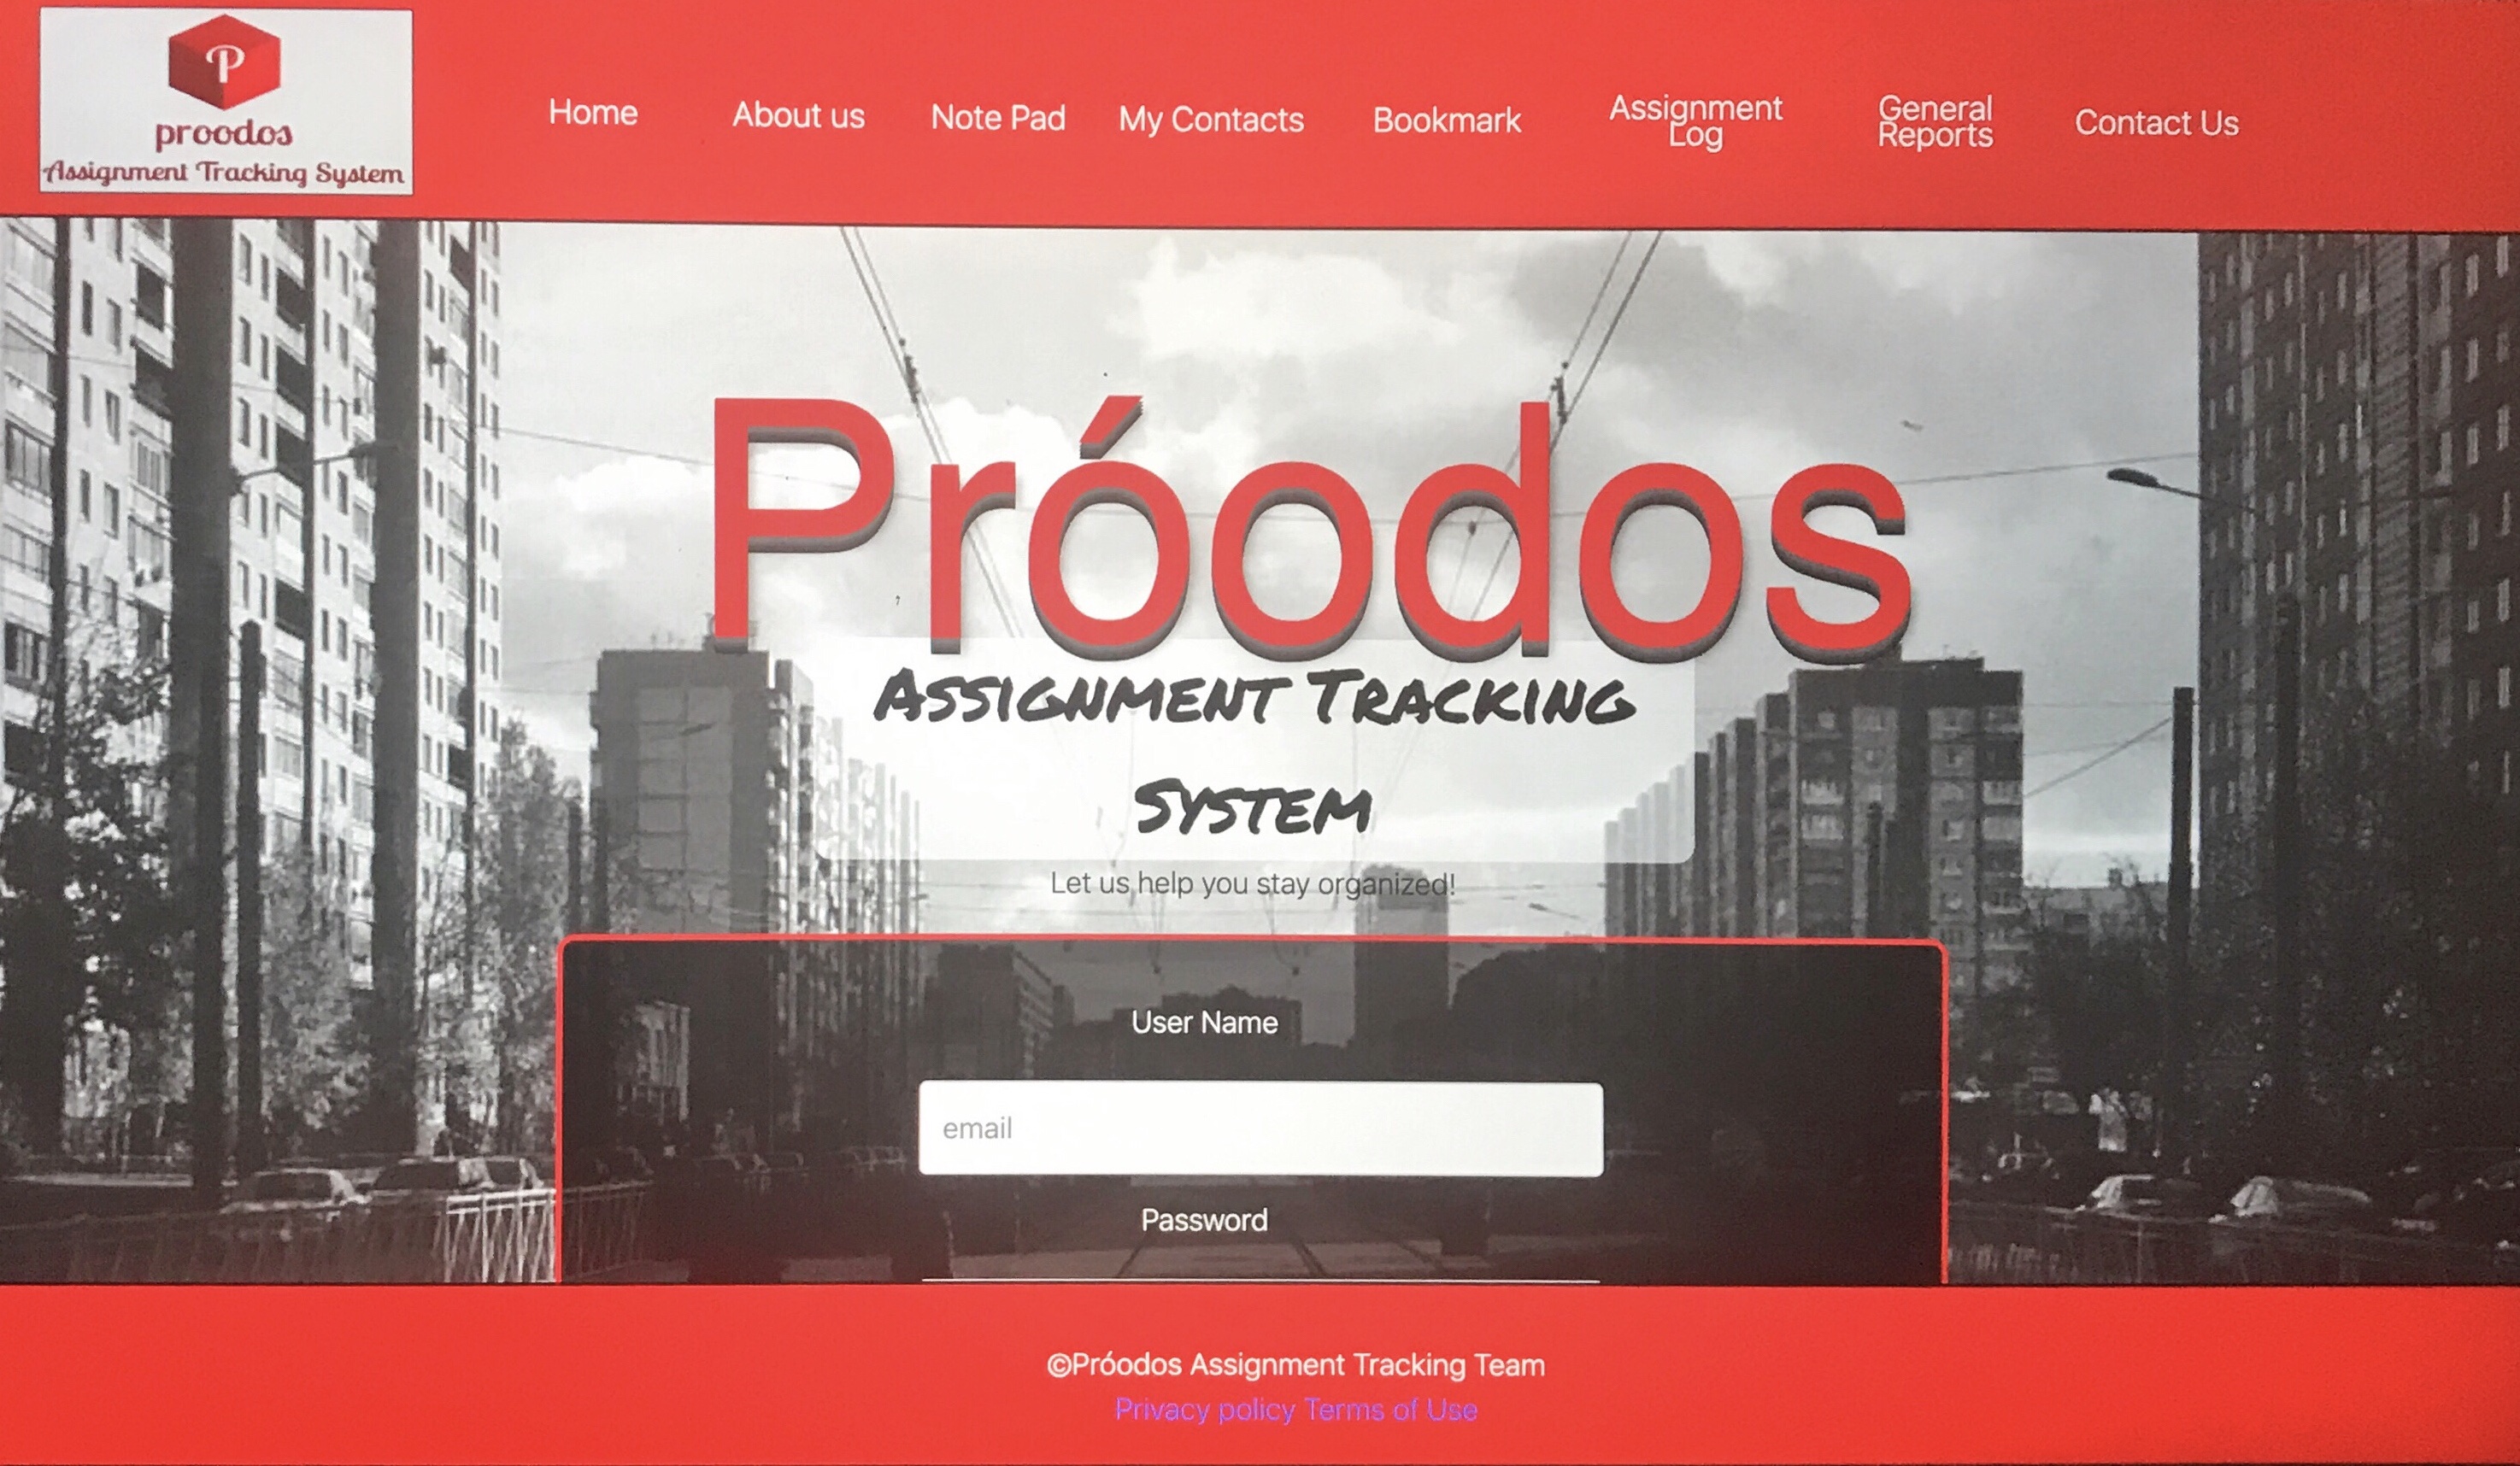 P
proodos
Assignment Tracking System
Home
About us
Note Pad
My Contacts
Bookmark
Assignment
Log
General
Reports
Contact Us
Próodos
Assignment Tracking
System
Let us help you stay organized!
User Name
email
Password
©Próodos Assignment Tracking Team
Privacy policy Terms of Use